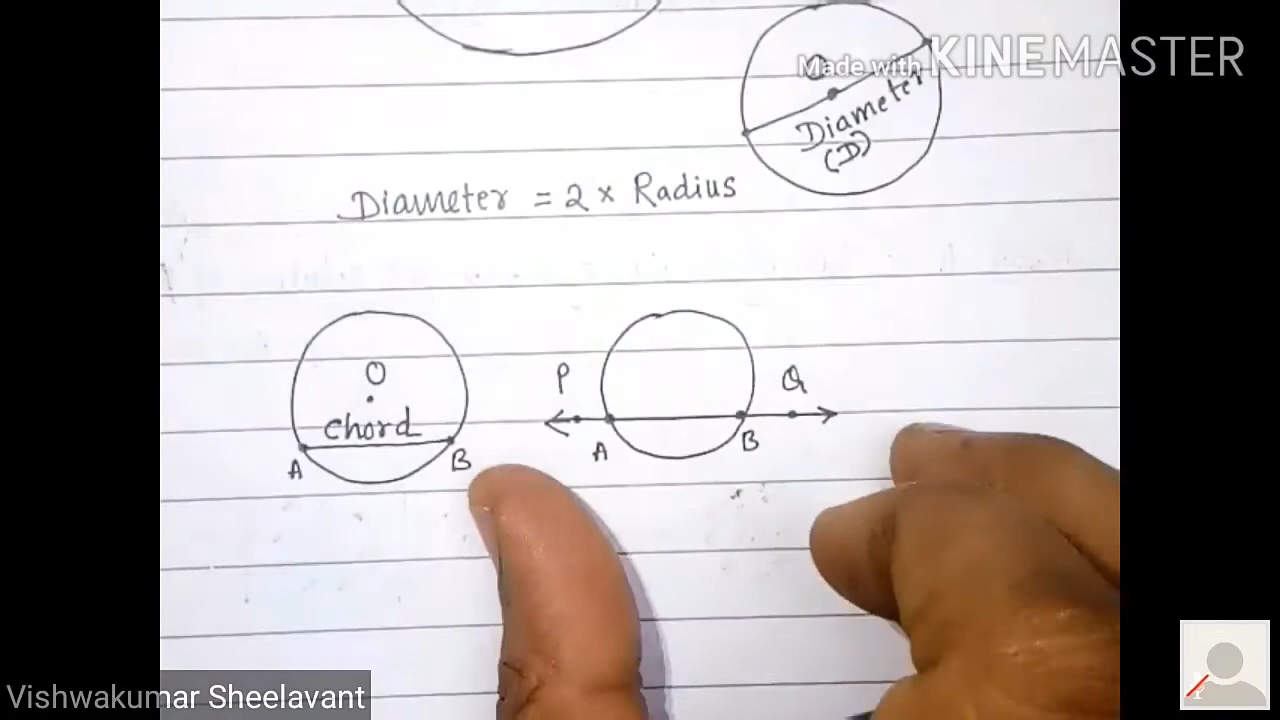 Made with KINEMASTER
O
Diameter
(D)
Diameter = 2 × Radius
O
chord
A
B
P
Q
A
B
Vishwakumar Sheelavant